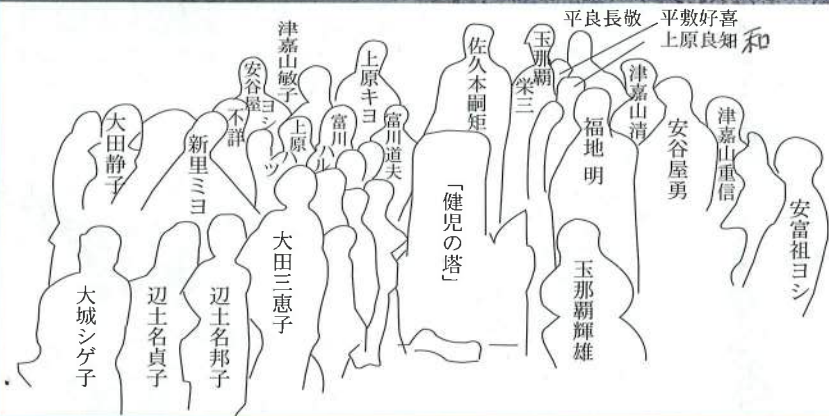 平良長敬
平敷好喜
上原良知
和
玉那覇栄三
佐久本嗣矩
上原キヨ
津嘉山敏子
安谷屋ヨシ
不詳
大田静子
新里ミヨ
上原ハツ
富川ハル
富川道夫
福地 明
津嘉山清
安谷屋勇
津嘉山重信
安富祖ヨシ
「健児の塔」
大田三恵子
大城シゲ子
辺土名貞子
辺土名邦子
玉那覇輝雄